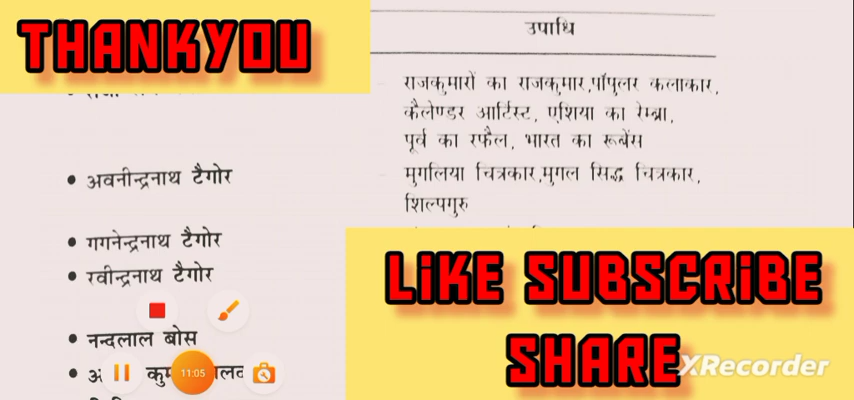 THANKYOU
उपाधि
राजकुमारों का राजकुमार,पॉपुलर कलाकार,
कैलेण्डर आर्टिस्ट, एशिया का रेम्ब्रा,
पूर्व का रफैल, भारत का रूबेंस
• अवनीन्द्रनाथ टैगोर
मुगलिया चित्रकार,मुगल सिद्ध चित्रकार,
शिल्पगुरु
• गगनेन्द्रनाथ टैगोर
• रवीन्द्रनाथ टैगोर
• नन्दलाल बोस
LIKE SUBSCRIBE
SHARE
XRecorder
11:05